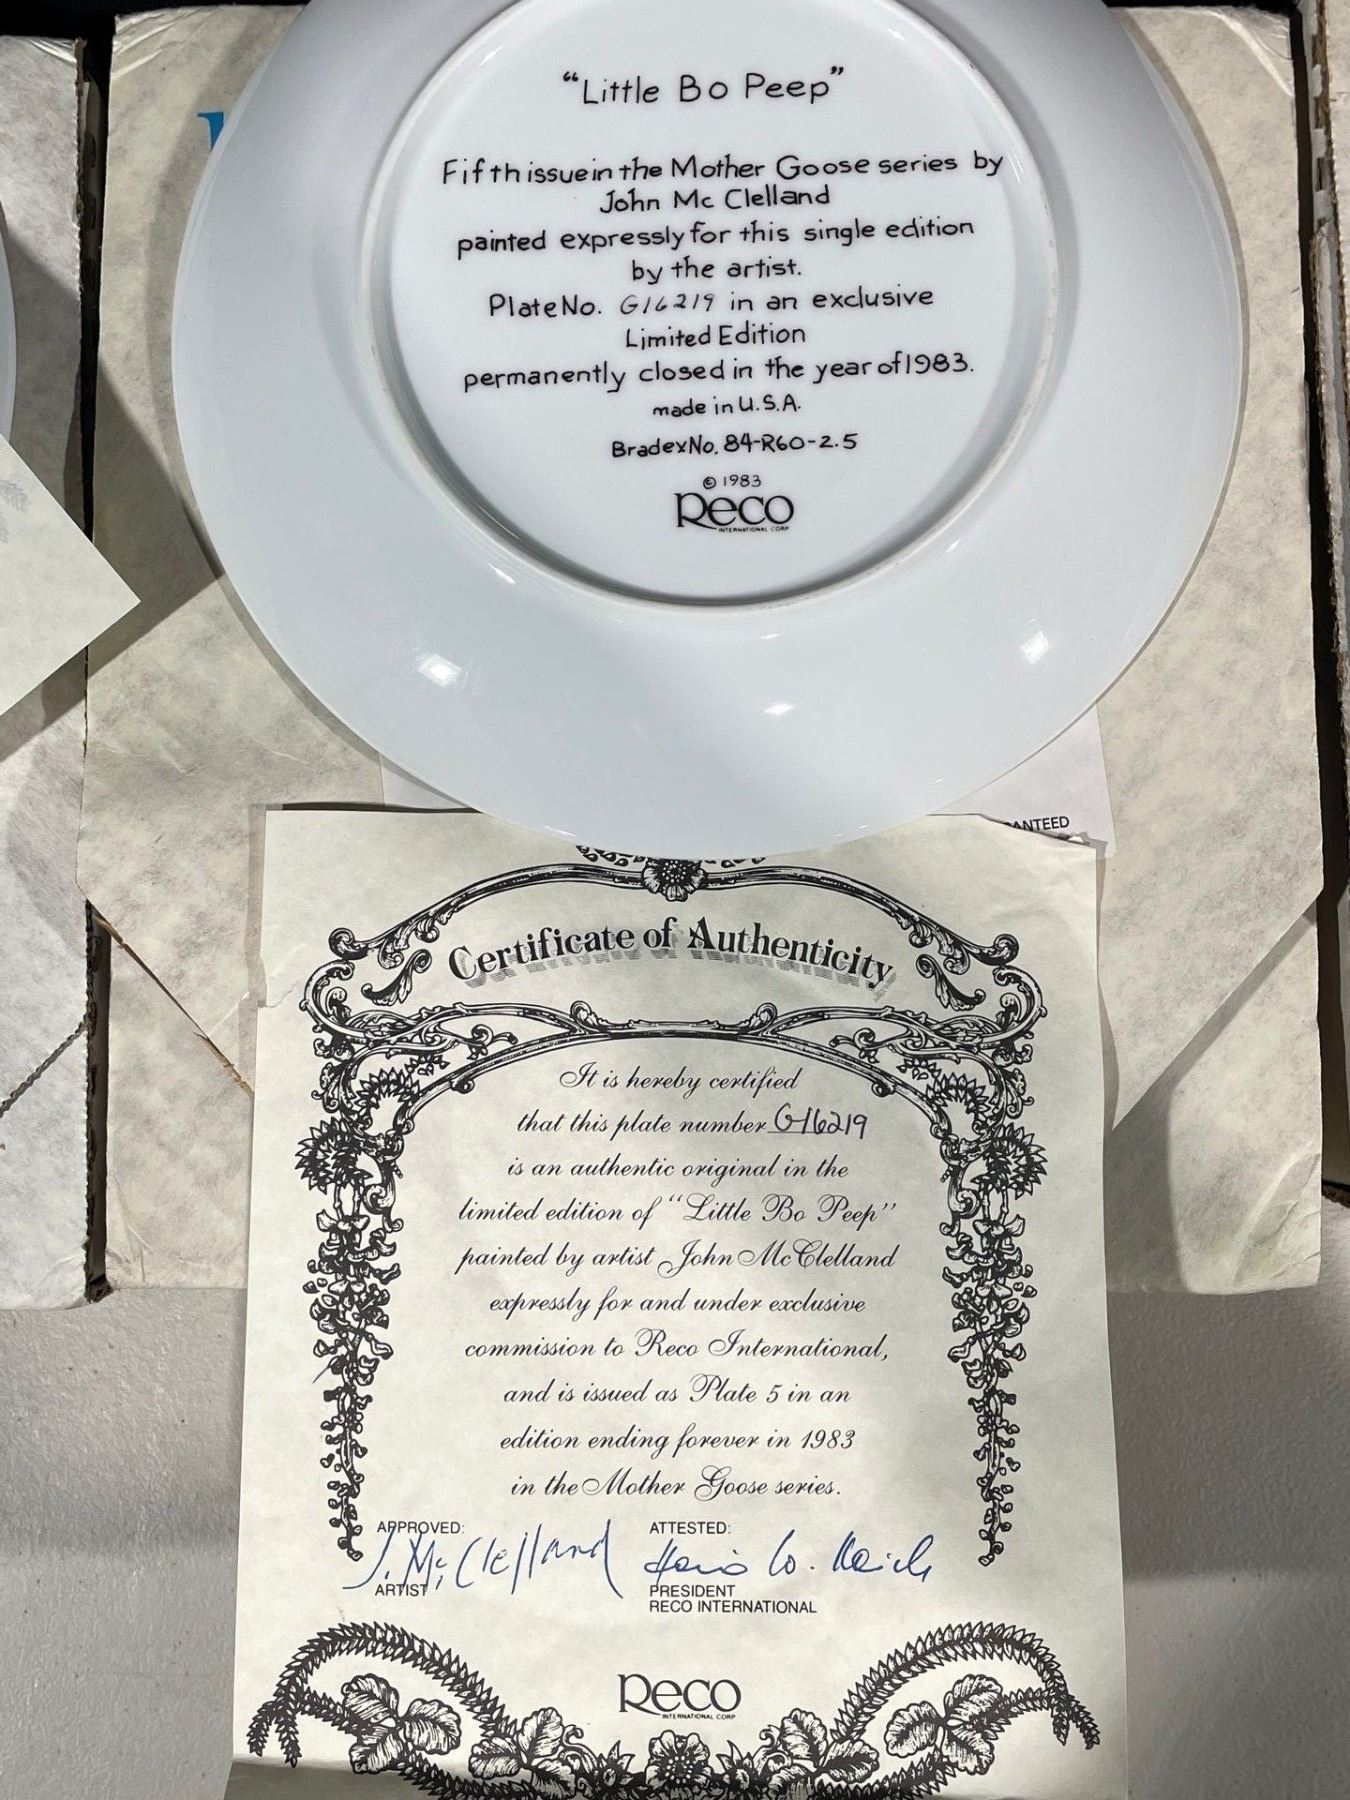 “Little Bo Peep”
Fifth issue in the Mother Goose series by
John Mc Clelland
painted expressly for this single edition
by the artist.
Plate No. G16219 in an exclusive
Limited Edition
permanently closed in the year of 1983.
made in U.S.A.
Bradex No. 84-R60-2.5
© 1983
Reco
INTERNATIONAL CORP
ANTEED
Certificate of Authenticity
It is hereby certified
that this plate number G16219
is an authentic original in the
limited edition of “Little Bo Peep”
painted by artist John McClelland
expressly for and under exclusive
commission to Reco International,
and is issued as Plate 5 in an
edition ending forever in 1983
in the Mother Goose series.
APPROVED: ATTESTED:
J. McClelland
ARTIST PRESIDENT
RECO INTERNATIONAL
Reco
INTERNATIONAL CORP